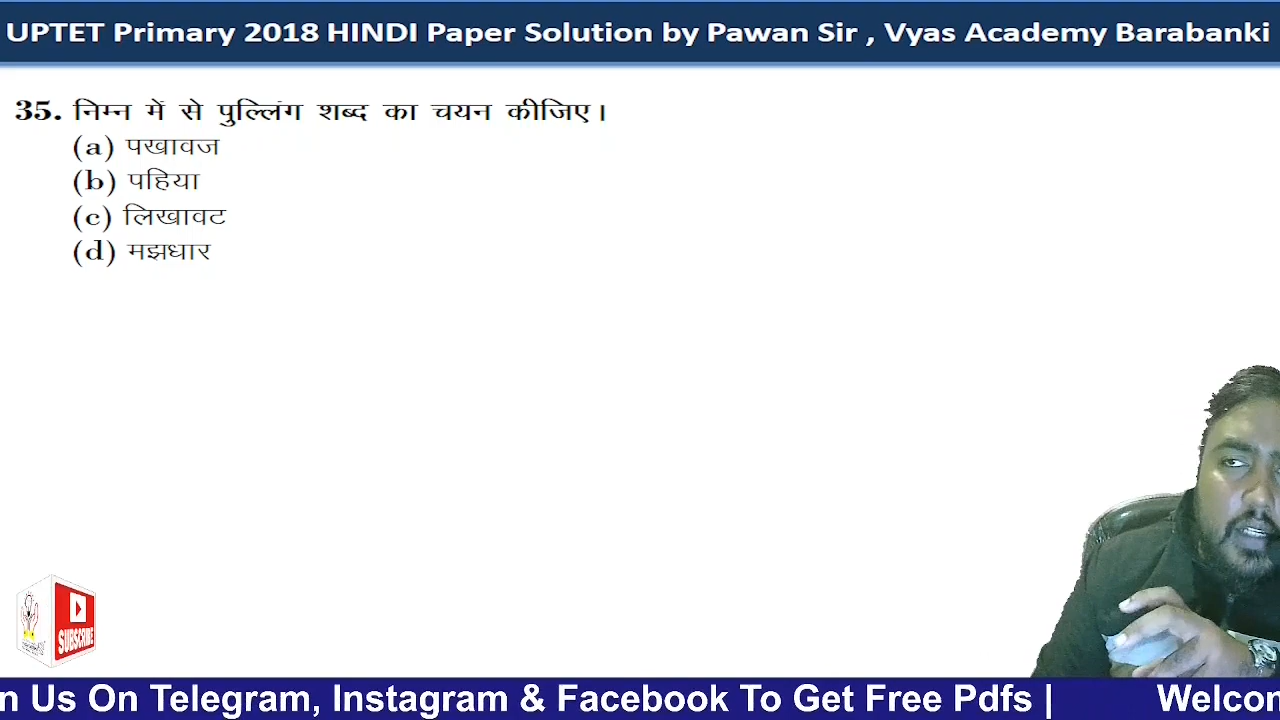 UPTET Primary 2018 HINDI Paper Solution by Pawan Sir , Vyas Academy Barabanki
35. निम्न में से पुल्लिंग शब्द का चयन कीजिए।
(a) पखावज
(b) पहिया
(c) लिखावट
(d) मझधार
SUBSCRIBE
n Us On Telegram, Instagram & Facebook To Get Free Pdfs | Welcon